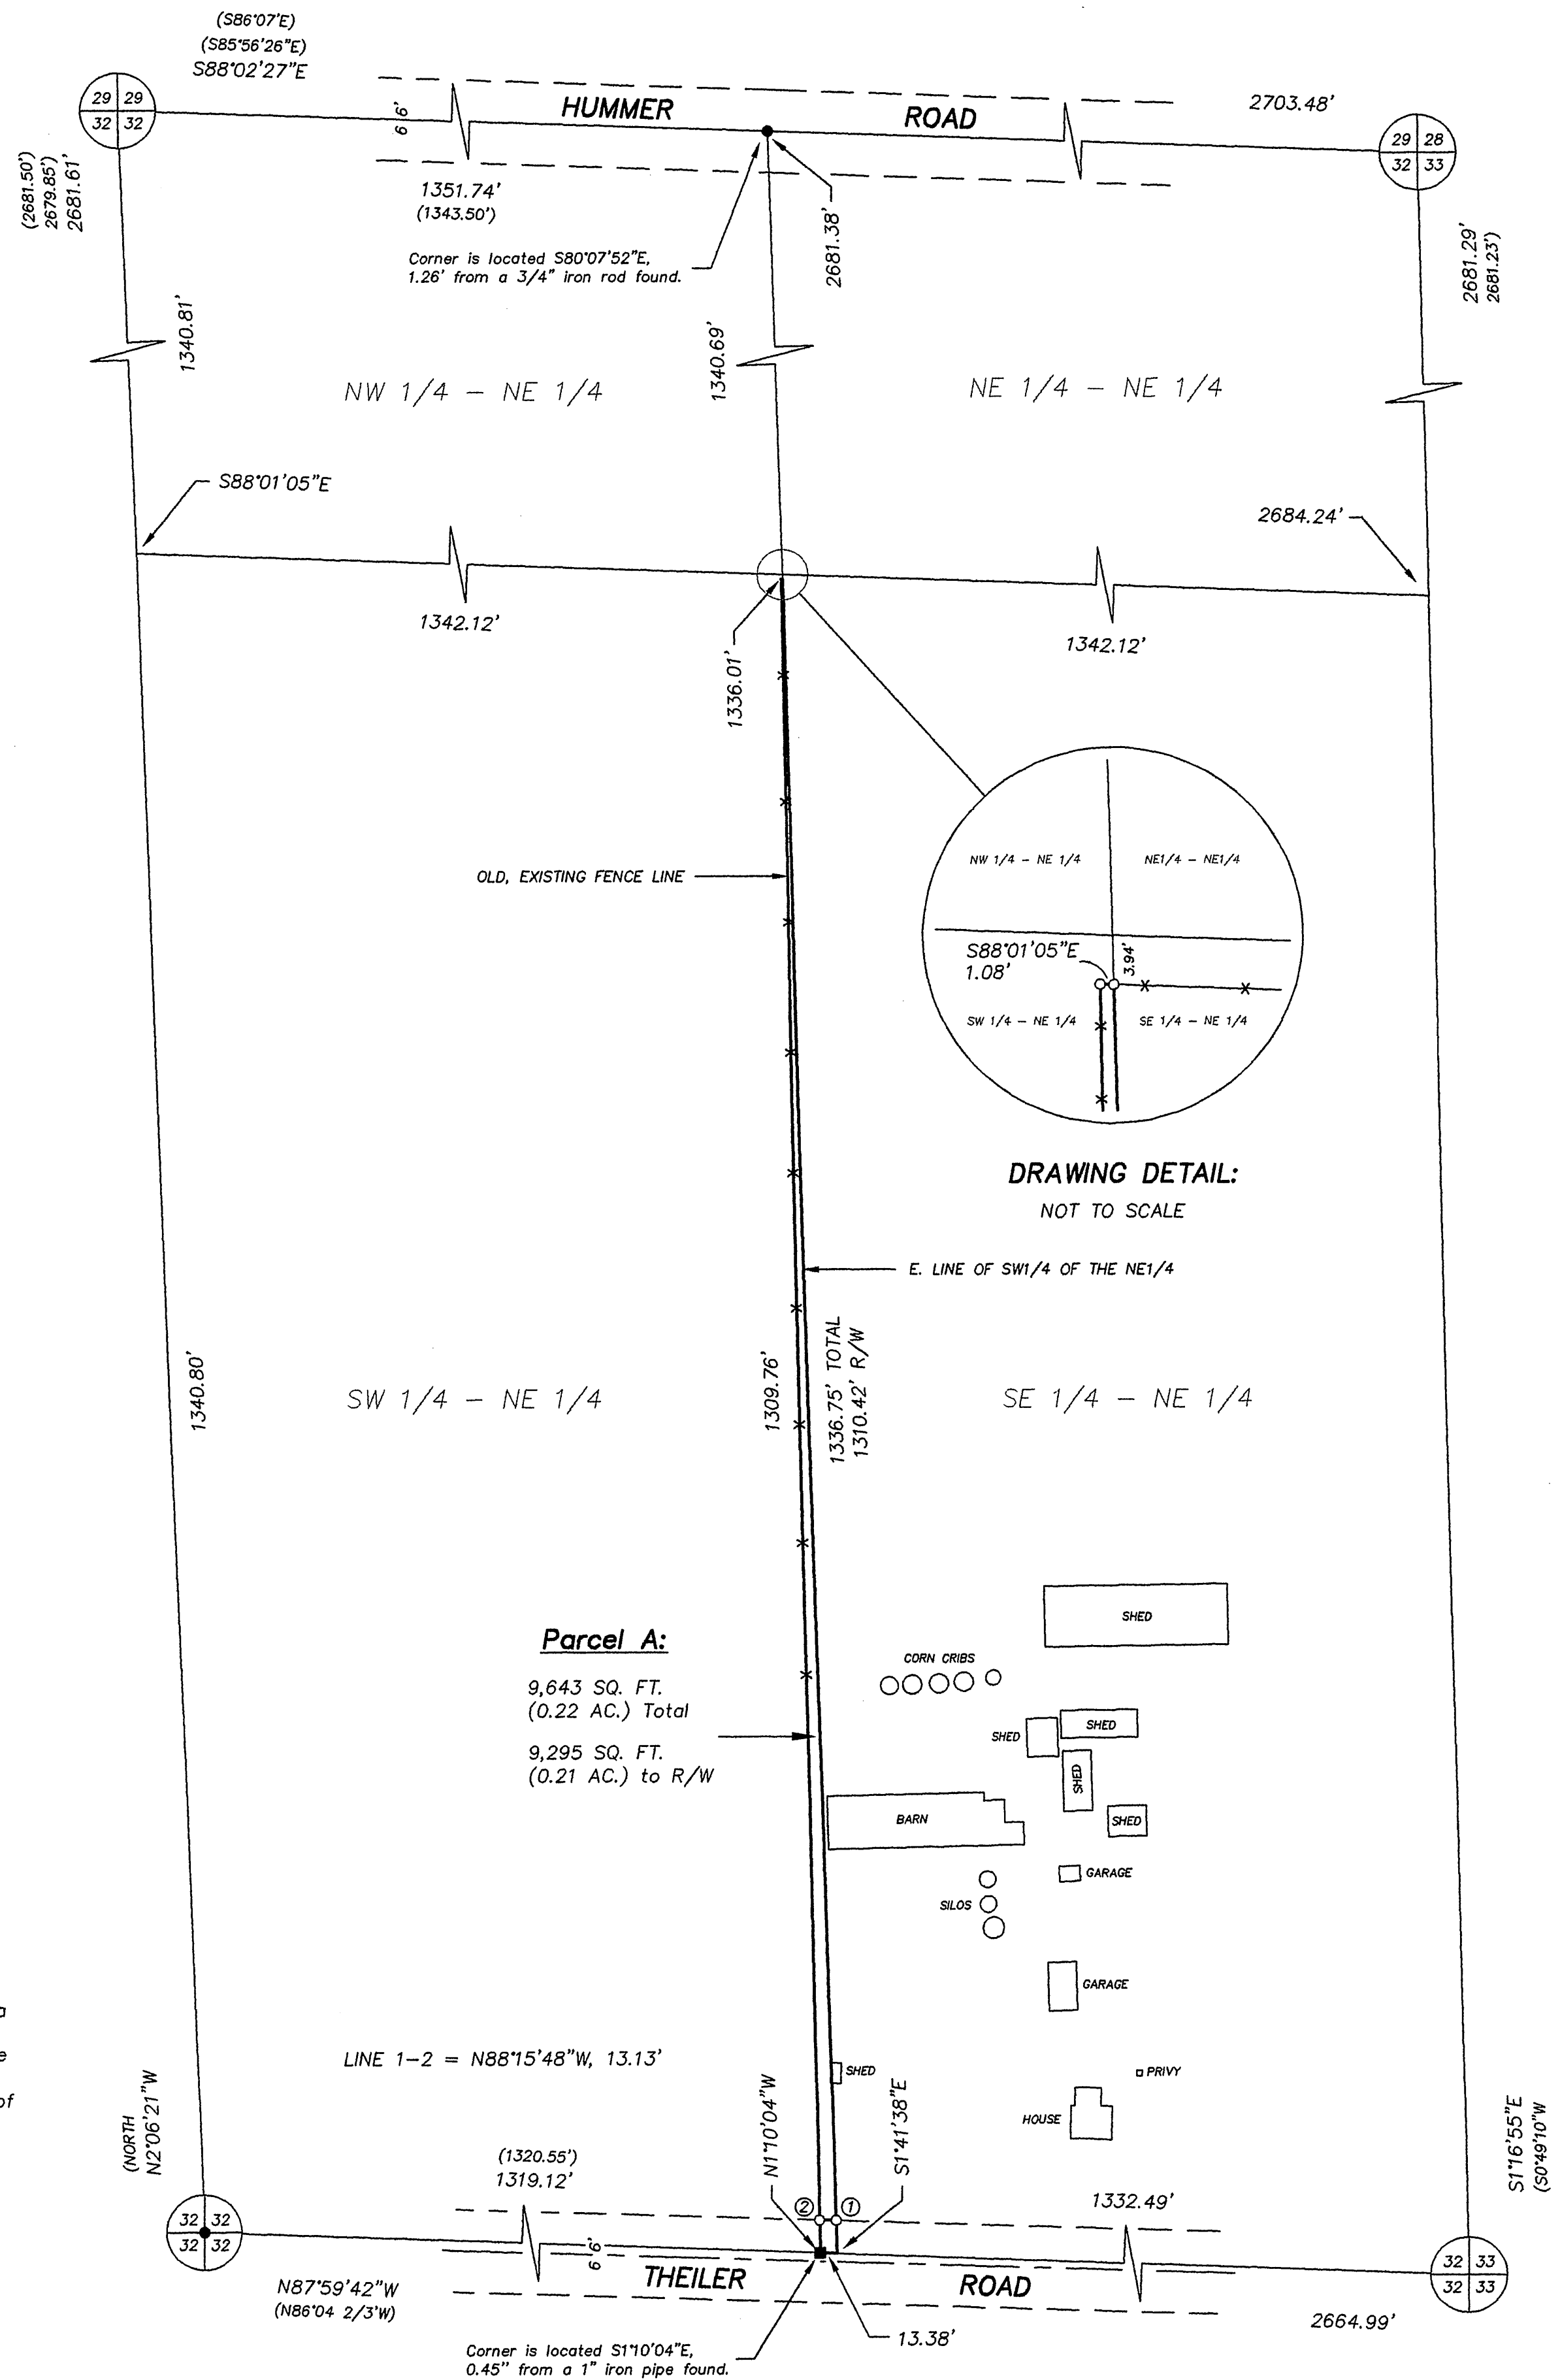 (S86°07'E)
(S85°56'26"E)
S88°02'27"E
29 29
32 32
66'
HUMMER ROAD
2703.48'
29 28
32 33
(2681.50')
2679.85')
2681.61'
1351.74'
(1343.50')
2681.38'
2681.29'
2681.23')
Corner is located S80°07'52"E,
1.26' from a 3/4" iron rod found.
1340.81'
1340.69'
NW 1/4 - NE 1/4
NE 1/4 - NE 1/4
S88°01'05"E
2684.24'
1342.12'
1342.12'
1336.01'
OLD, EXISTING FENCE LINE
NW 1/4 - NE 1/4
NE1/4 - NE1/4
S88°01'05"E
1.08'
3.94'
SW 1/4 - NE 1/4
SE 1/4 - NE 1/4
DRAWING DETAIL:
NOT TO SCALE
E. LINE OF SW1/4 OF THE NE1/4
1340.80'
SW 1/4 - NE 1/4
1309.76'
1336.75' TOTAL
1310.42' R/W
SE 1/4 - NE 1/4
Parcel A:
9,643 SQ. FT.
(0.22 AC.) Total
9,295 SQ. FT.
(0.21 AC.) to R/W
SHED
CORN CRIBS
SHED
SHED
SHED
SHED
BARN
GARAGE
SILOS
GARAGE
a
e
of
LINE 1-2 = N88°15'48"W, 13.13'
SHED
PRIVY
HOUSE
(NORTH
N2°06'21"W
N1°10'04"W
S1°41'38"E
S1°16'55"E
(S0°49'10"W
(1320.55')
1319.12'
2 1
1332.49'
32 32
32 32
66'
THEILER ROAD
32 33
32 33
N87°59'42"W
(N86°04 2/3'W)
2664.99'
13.38'
Corner is located S1°10'04"E,
0.45" from a 1" iron pipe found.